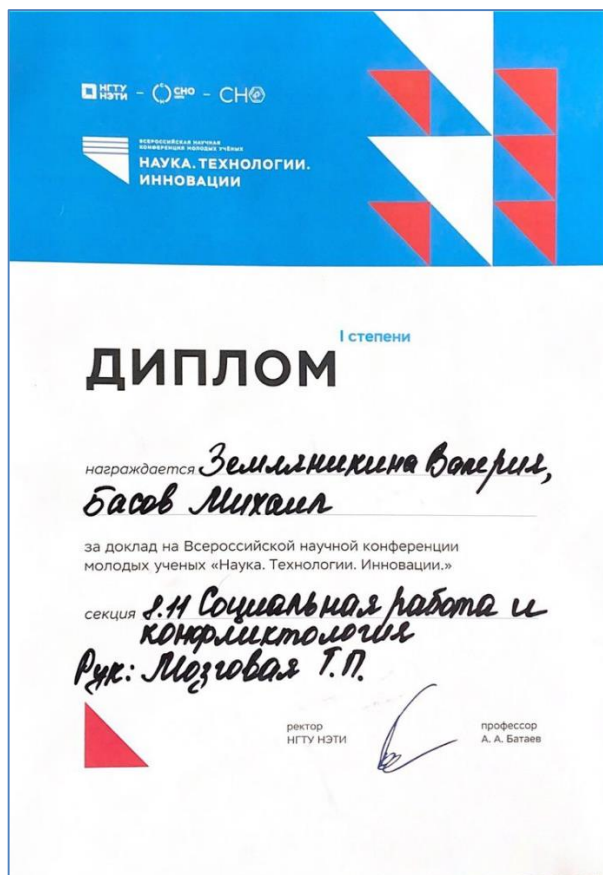 НГТУ НЭТИ – СНО – СНО
ВСЕРОССИЙСКАЯ НАУЧНАЯ
КОНФЕРЕНЦИЯ МОЛОДЫХ УЧЁНЫХ
НАУКА. ТЕХНОЛОГИИ.
ИННОВАЦИИ
I степени
ДИПЛОМ
награждается Земляникина Валерия,
Басов Михаил
за доклад на Всероссийской научной конференции
молодых ученых «Наука. Технологии. Инновации.»
секция 8.11 Социальная работа и
конфликтология
Рук: Мозговая Т.П.
ректор
НГТУ НЭТИ
профессор
А. А. Батаев